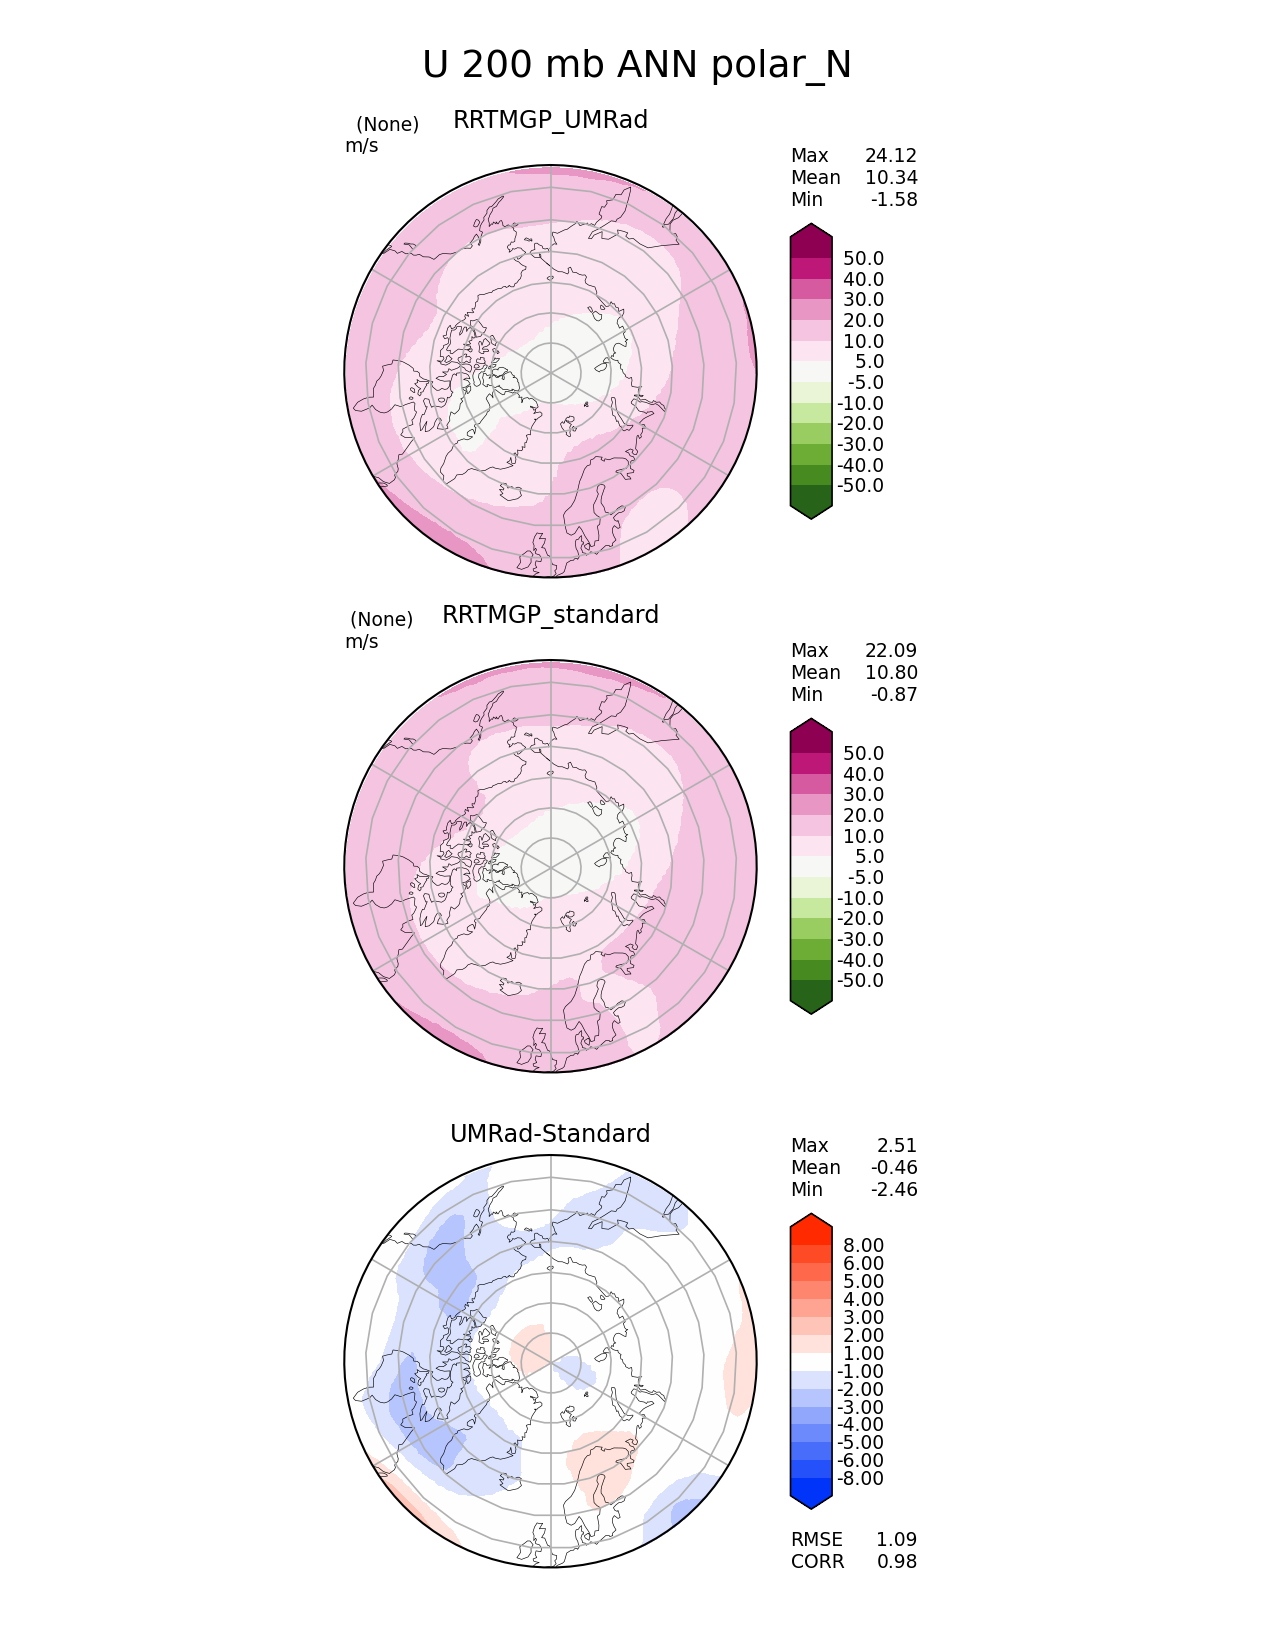 U 200 mb ANN polar_N
(None) RRTMGP_UMRad
m/s
Max 24.12
Mean 10.34
Min -1.58
50.0
40.0
30.0
20.0
10.0
5.0
-5.0
-10.0
-20.0
-30.0
-40.0
-50.0
(None) RRTMGP_standard
m/s
Max 22.09
Mean 10.80
Min -0.87
50.0
40.0
30.0
20.0
10.0
5.0
-5.0
-10.0
-20.0
-30.0
-40.0
-50.0
UMRad-Standard
Max 2.51
Mean -0.46
Min -2.46
8.00
6.00
5.00
4.00
3.00
2.00
1.00
-1.00
-2.00
-3.00
-4.00
-5.00
-6.00
-8.00
RMSE 1.09
CORR 0.98